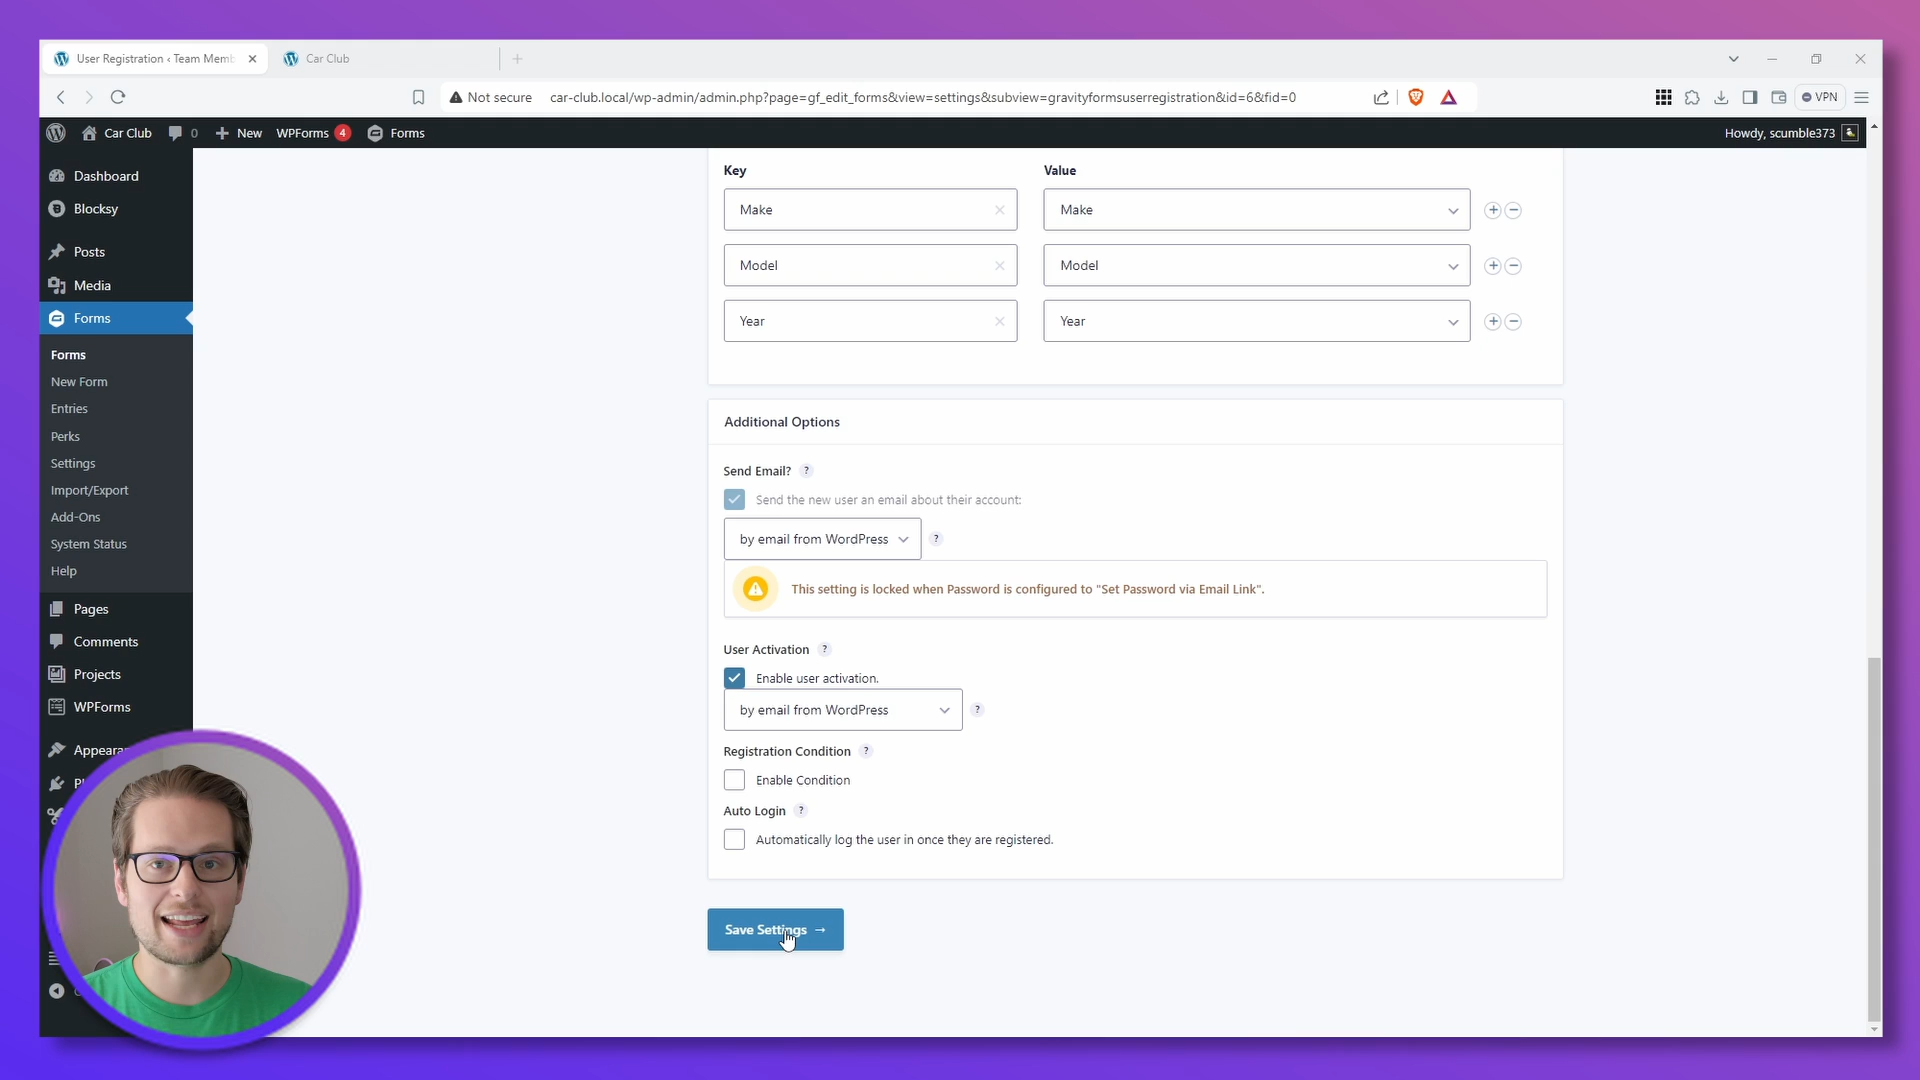 User Registration ‹ Team Memb
Car Club
Not secure
car-club.local/wp-admin/admin.php?page=gf_edit_forms&view=settings&subview=gravityformsuserregistration&id=6&fid=0
VPN
Car Club
0
New
WPForms 4
Forms
Howdy, scumble373
Dashboard
Blocksy
Posts
Media
Forms
Forms
New Form
Entries
Perks
Settings
Import/Export
Add-Ons
System Status
Help
Pages
Comments
Projects
WPForms
Appearan
Key
Value
Make
Make
Model
Model
Year
Year
Additional Options
Send Email? ?
Send the new user an email about their account:
by email from WordPress ?
This setting is locked when Password is configured to "Set Password via Email Link".
User Activation ?
Enable user activation.
by email from WordPress ?
Registration Condition ?
Enable Condition
Auto Login ?
Automatically log the user in once they are registered.
Save Settings →